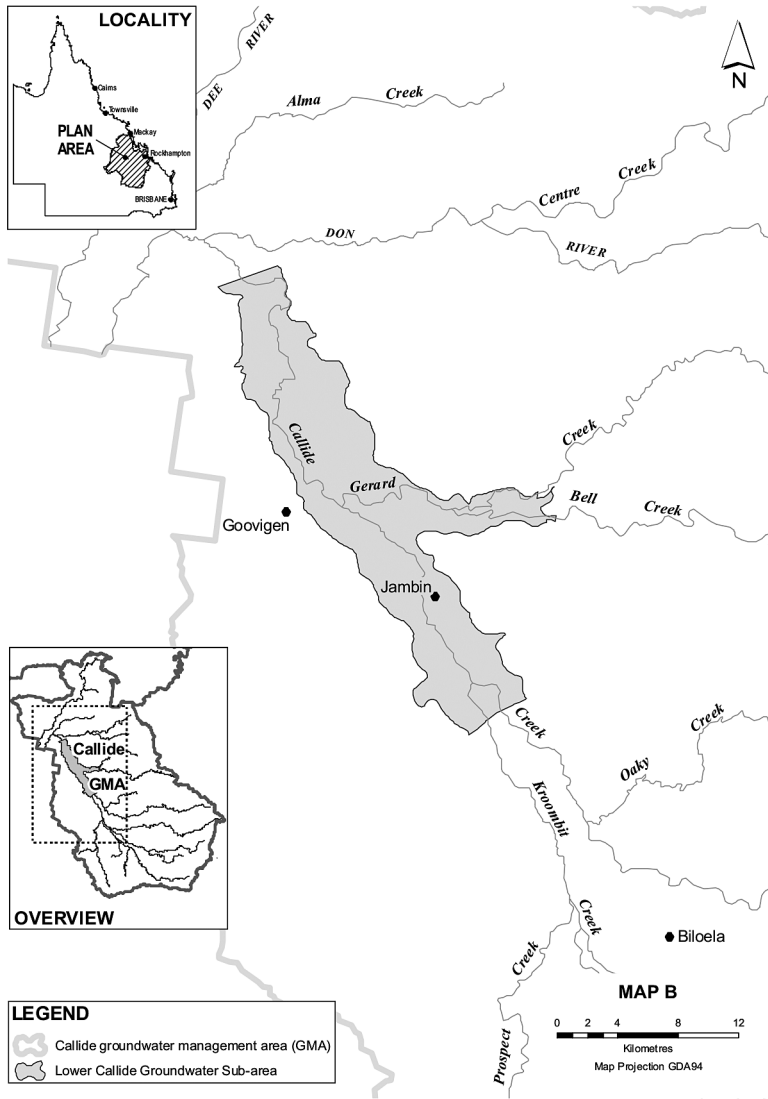 LOCALITY
Cairns
Townsville
Mackay
PLAN
AREA
Rockhampton
BRISBANE
DEE RIVER
Alma Creek
N
Centre Creek
DON RIVER
Callide
Creek
Gerard
Bell Creek
Goovigen
Jambin
Creek
Oaky Creek
Kroombit
Creek
Callide
GMA
OVERVIEW
Biloela
Creek
Prospect
MAP B
0 2 4 8 12
Kilometres
Map Projection GDA94
LEGEND
Callide groundwater management area (GMA)
Lower Callide Groundwater Sub-area